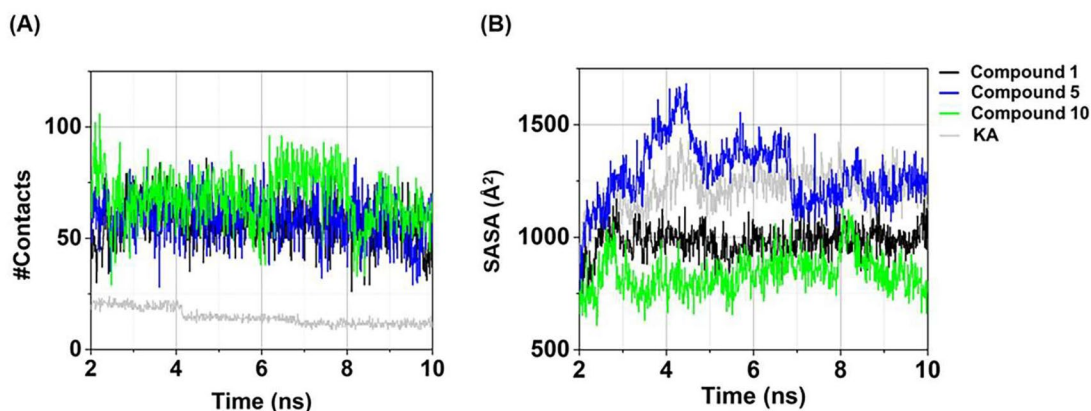 (A)
#Contacts
100
50
0
2 4 6 8 10
Time (ns)
(B)
SASA (Å²)
1500
1000
500
2 4 6 8 10
Time (ns)
Compound 1
Compound 5
Compound 10
KA